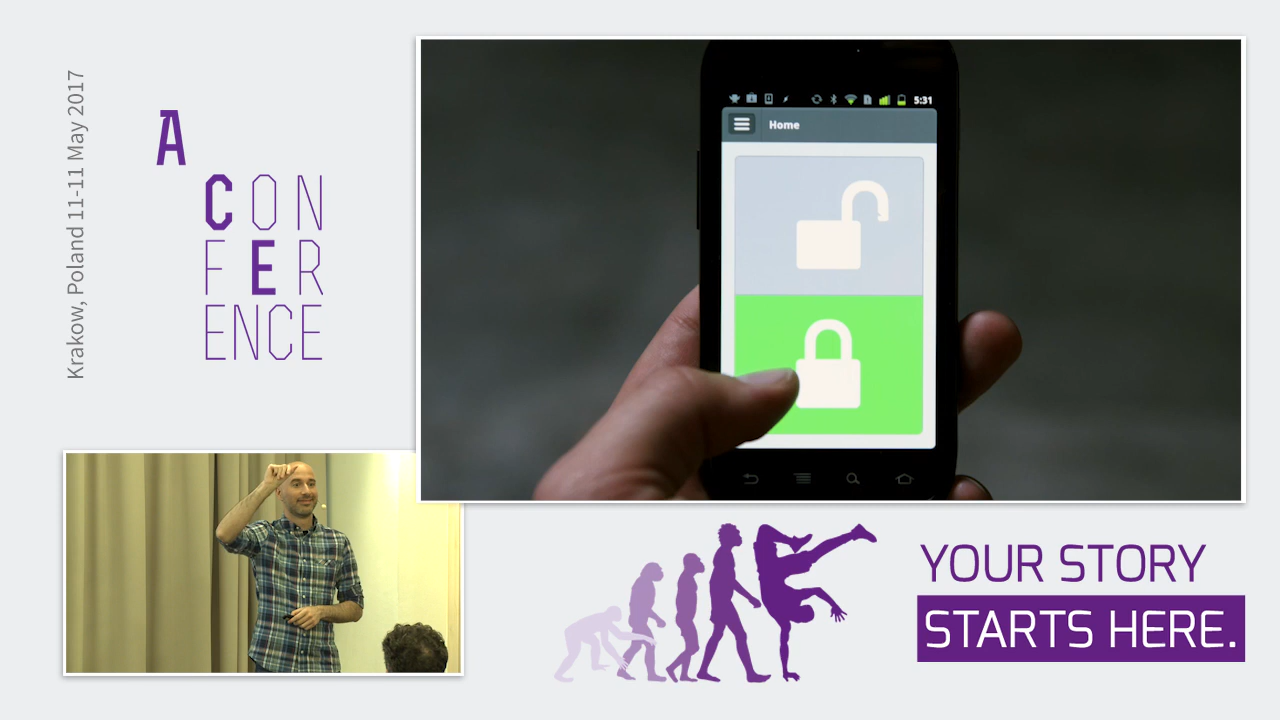 Krakow, Poland 11-11 May 2017
A
CON
FER
ENCE
5:31
Home
YOUR STORY
STARTS HERE.